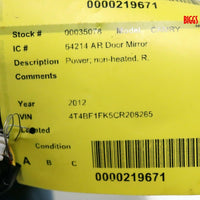 0000219671
BIGGS
Stock # 00035078 Model CAMRY
IC # 64214 AR Door Mirror
Description Power, non-heated, R.
Comments
Year 2012
VIN 4T4BF1FK5CR208265
Located
Condition
A B C
0000219671